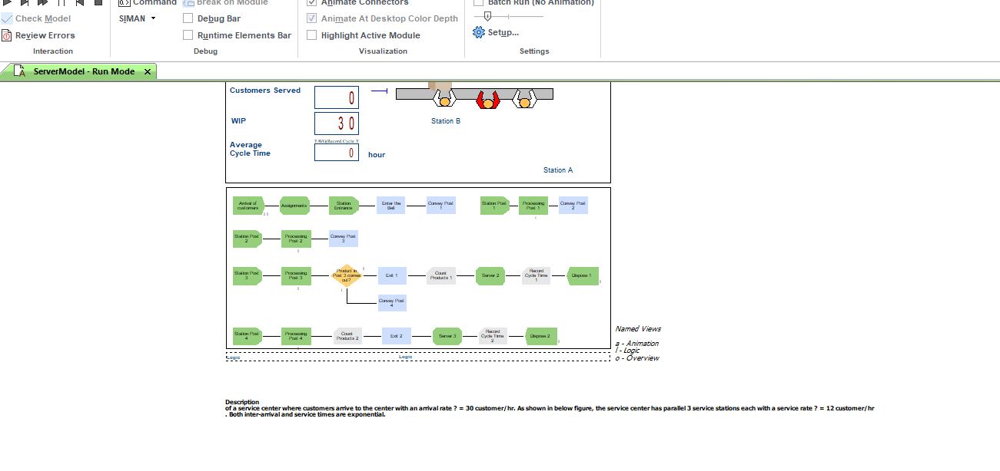 Command
Break on Module
Animate Connectors
Batch Run (No Animation)
Check Model
SIMAN
Debug Bar
Animate At Desktop Color Depth
Review Errors
Runtime Elements Bar
Highlight Active Module
Setup...
Interaction
Debug
Visualization
Settings
ServerModel - Run Mode
Customers Served
0
WIP
3 0
Station B
Average
Cycle Time
TAVG(Record Cycle T
0
hour
Station A
Arrival of
customers
Assignments
Station
Entrance
Enter the
Belt
Convey Post
1
Station Post
1
Processing
Post 1
Convey Post
2
Station Post
2
Processing
Post 2
Convey Post
3
Station Post
3
Processing
Post 3
Product in
Post 3 comes
out?
Exit 1
Count
Products 1
Server 2
Record
Cycle Time
1
Dispose 1
Convey Post
4
Station Post
4
Processing
Post 4
Count
Products 2
Exit 2
Server 3
Record
Cycle Time
2
Dispose 2
Named Views
a - Animation
l - Logic
o - Overview
Logic
Logic
Description
of a service center where customers arrive to the center with an arrival rate ? = 30 customer/hr. As shown in below figure, the service center has parallel 3 service stations each with a service rate ? = 12 customer/hr
. Both inter-arrival and service times are exponential.